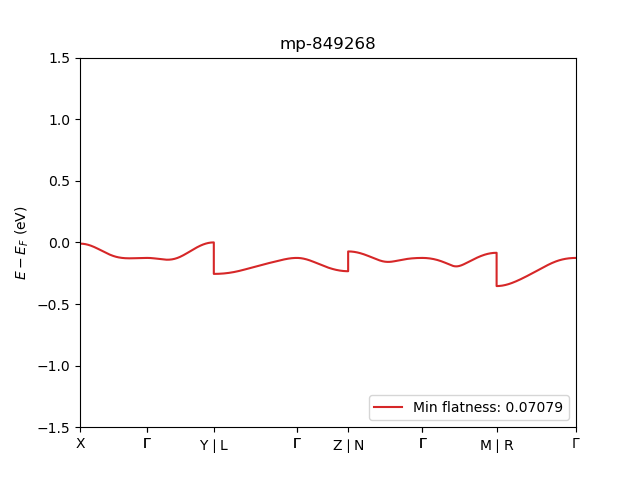 mp-849268
1.5
1.0
0.5
0.0
−0.5
−1.0
−1.5
E − E_F (eV)
Min flatness: 0.07079
X Γ Y | L Γ Z | N Γ M | R Γ